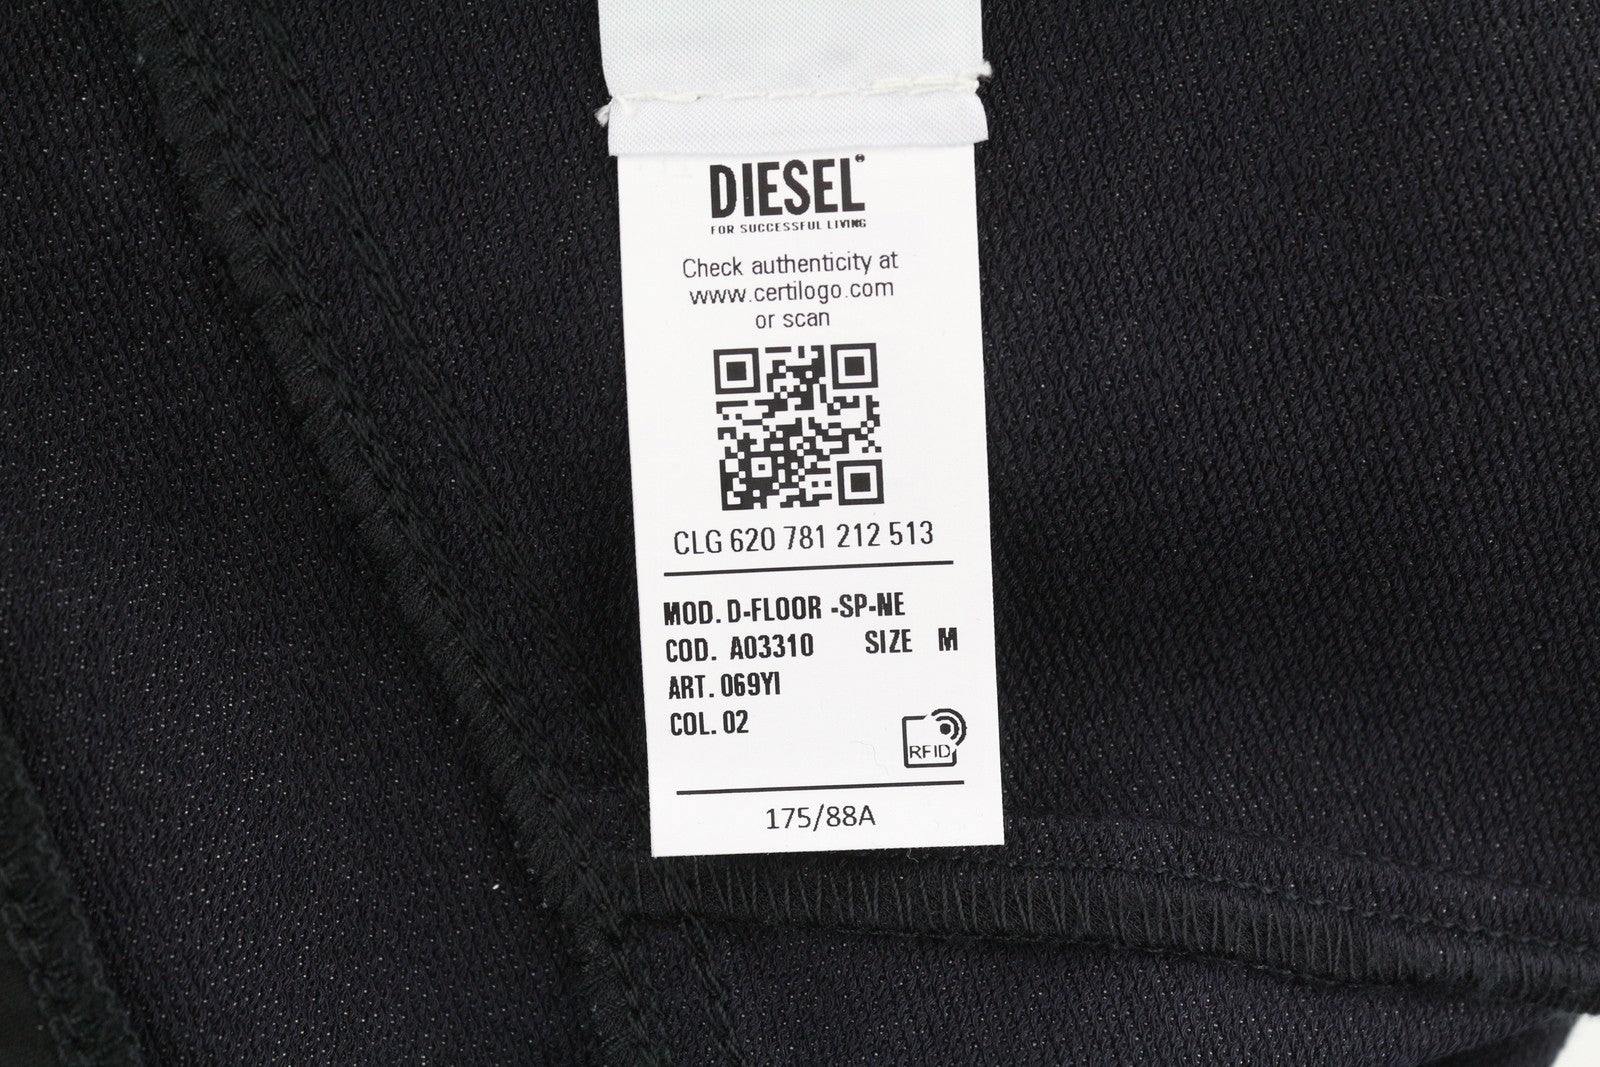 DIESEL
FOR SUCCESSFUL LIVING
Check authenticity at
www.certilogo.com
or scan
CLG 620 781 212 513
MOD. D-FLOOR -SP-NE
COD. A03310 SIZE M
ART. 069YI
COL. 02
RFID
175/88A